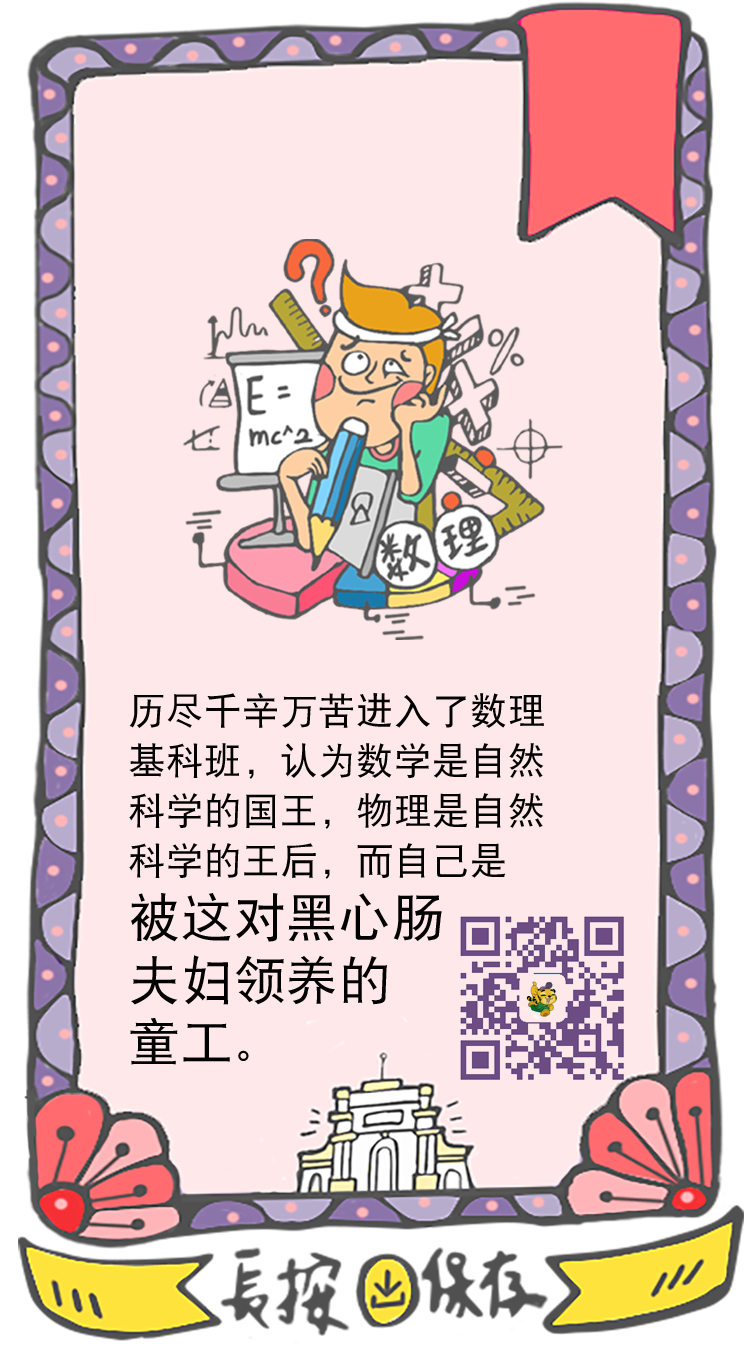 E =
mc^2
数理
历尽千辛万苦进入了数理
基科班，认为数学是自然
科学的国王，物理是自然
科学的王后，而自己是
被这对黑心肠
夫妇领养的
童工。
長按保存